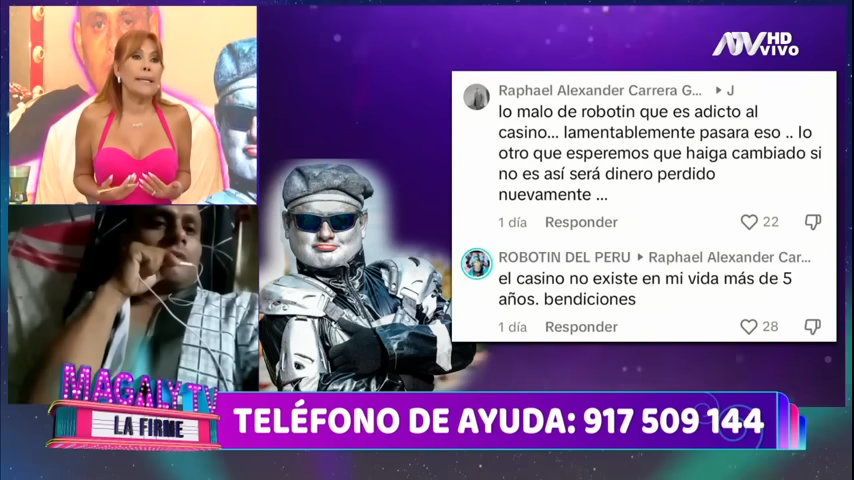 ATV HD
VIVO
Raphael Alexander Carrera G... ▸ J
lo malo de robotin que es adicto al
casino... lamentablemente pasara eso .. lo
otro que esperemos que haiga cambiado si
no es así será dinero perdido
nuevamente ...
1 día Responder 22
ROBOTIN DEL PERU ▸ Raphael Alexander Car...
el casino no existe en mi vida más de 5
años. bendiciones
1 día Responder 28
MAGALY TV
LA FIRME
TELÉFONO DE AYUDA: 917 509 144